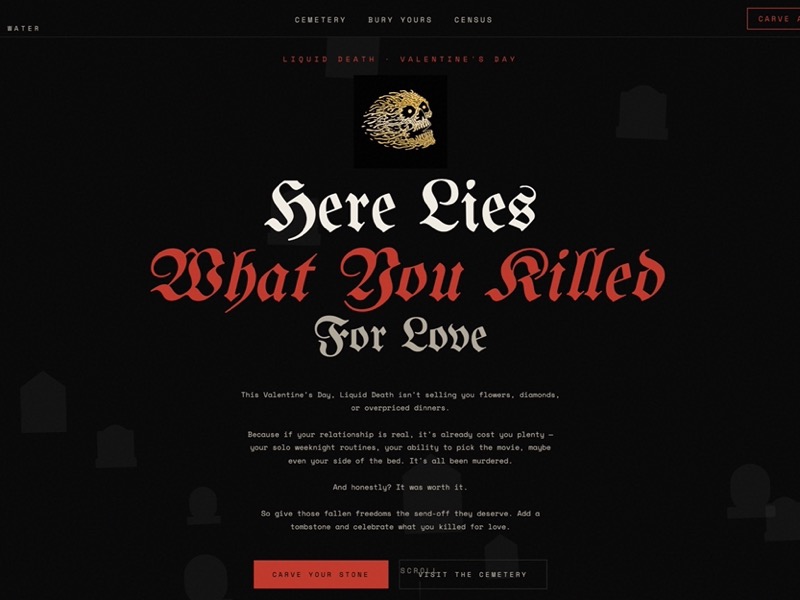 WATER
CEMETERY BURY YOURS CENSUS
CARVE A
LIQUID DEATH · VALENTINE'S DAY
Here Lies
What You Killed
For Love
This Valentine's Day, Liquid Death isn't selling you flowers, diamonds,
or overpriced dinners.
Because if your relationship is real, it's already cost you plenty —
your solo weeknight routines, your ability to pick the movie, maybe
even your side of the bed. It's all been murdered.
And honestly? It was worth it.
So give those fallen freedoms the send-off they deserve. Add a
tombstone and celebrate what you killed for love.
CARVE YOUR STONE
SCROLL
VISIT THE CEMETERY